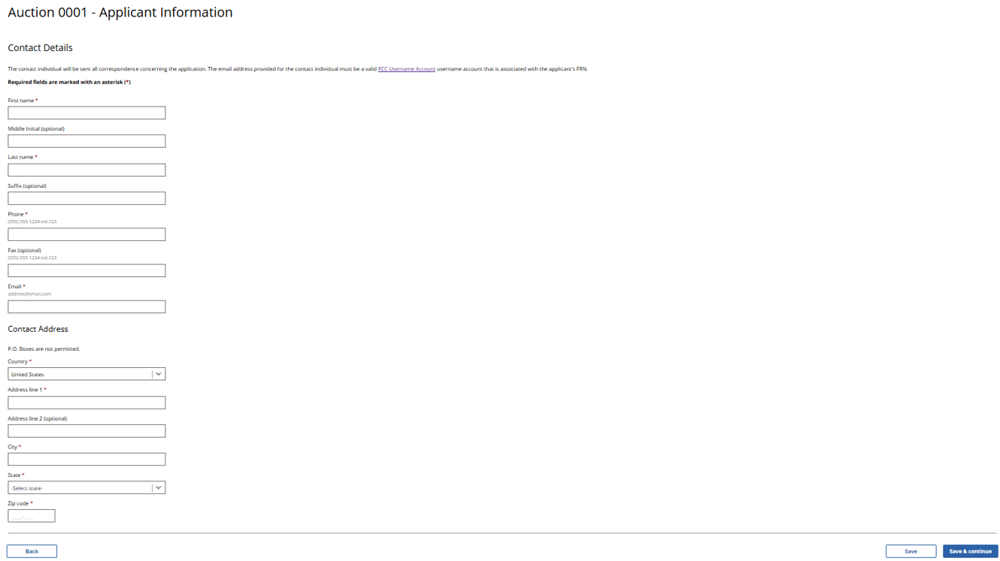 Auction 0001 - Applicant Information
Contact Details
The contact individual will be sent all correspondence concerning the application. The email address provided for the contact individual must be a valid FCC Username Account username account that is associated with the applicant's FRN.
Required fields are marked with an asterisk (*)
First name *
Middle Initial (optional)
Last name *
Suffix (optional)
Phone *
(555) 555-1234 ext.123
Fax (optional)
(555) 555-1234 ext.123
Email *
address@email.com
Contact Address
P.O. Boxes are not permitted.
Country *
United States
Address line 1 *
Address line 2 (optional)
City *
State *
-Select state-
Zip code *
_____-____
Back
Save
Save & continue